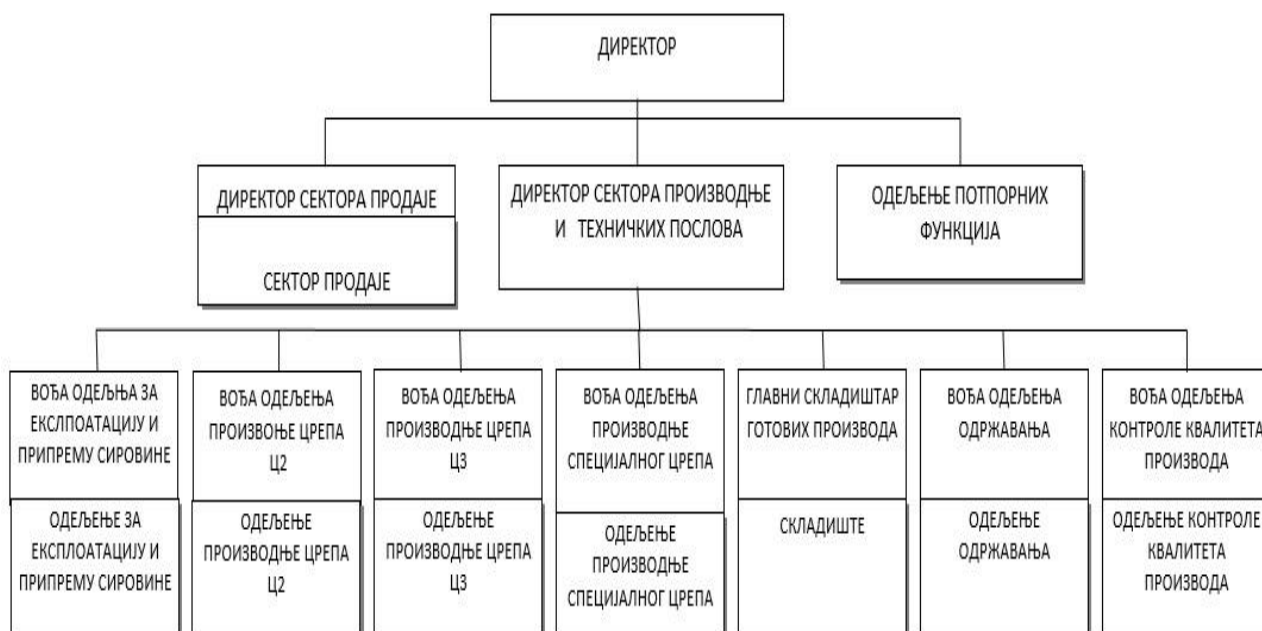 ДИРЕКТОР
ДИРЕКТОР СЕКТОРА ПРОДАЈЕ
СЕКТОР ПРОДАЈЕ
ДИРЕКТОР СЕКТОРА ПРОИЗВОДЊЕ
И ТЕХНИЧКИХ ПОСЛОВА
ОДЕЉЕЊЕ ПОТПОРНИХ
ФУНКЦИЈА
ВОЂА ОДЕЉЊА ЗА
ЕКСЛПОАТАЦИЈУ И
ПРИПРЕМУ СИРОВИНЕ
ОДЕЉЕЊЕ ЗА
ЕКСПЛОАТАЦИЈУ И
ПРИПРЕМУ СИРОВИНЕ
ВОЂА ОДЕЉЕЊА
ПРОИЗВОЊЕ ЦРЕПА
Ц2
ОДЕЉЕЊЕ
ПРОИЗВОДЊЕ ЦРЕПА
Ц2
ВОЂА ОДЕЉЕЊА
ПРОИЗВОДЊЕ ЦРЕПА
Ц3
ОДЕЉЕЊЕ
ПРОИЗВОДЊЕ ЦРЕПА
Ц3
ВОЂА ОДЕЉЕЊА
ПРОИЗВОДЊЕ
СПЕЦИЈАЛНОГ ЦРЕПА
ОДЕЉЕЊЕ
ПРОИЗВОДЊЕ
СПЕЦИЈАЛНОГ ЦРЕПА
ГЛАВНИ СКЛАДИШТАР
ГОТОВИХ ПРОИЗВОДА
СКЛАДИШТЕ
ВОЂА ОДЕЉЕЊА
ОДРЖАВАЊА
ОДЕЉЕЊЕ
ОДРЖАВАЊА
ВОЂА ОДЕЉЕЊА
КОНТРОЛЕ КВАЛИТЕТА
ПРОИЗВОДА
ОДЕЉЕЊЕ КОНТРОЛЕ
КВАЛИТЕТА
ПРОИЗВОДА